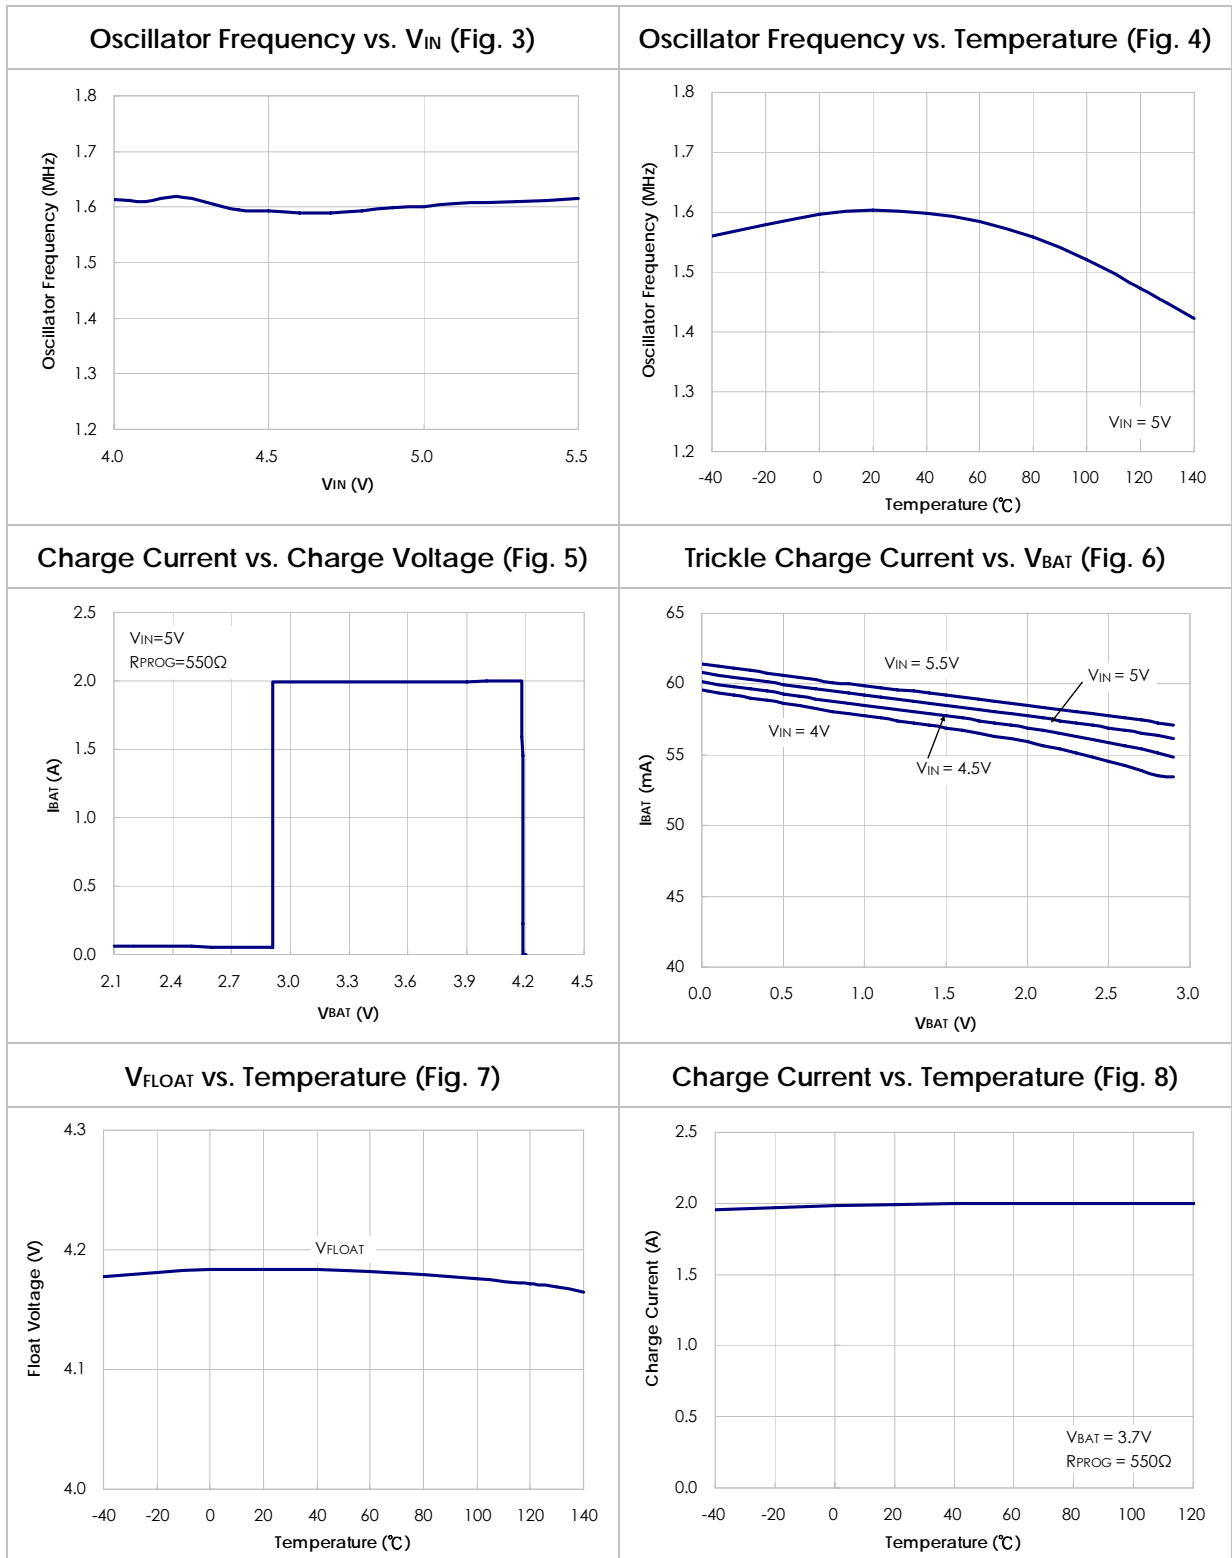 Oscillator Frequency vs. VIN (Fig. 3)
Oscillator Frequency (MHz)
1.8
1.7
1.6
1.5
1.4
1.3
1.2
4.0 4.5 5.0 5.5
VIN (V)
Oscillator Frequency vs. Temperature (Fig. 4)
Oscillator Frequency (MHz)
1.8
1.7
1.6
1.5
1.4
1.3
1.2
VIN = 5V
-40 -20 0 20 40 60 80 100 120 140
Temperature (℃)
Charge Current vs. Charge Voltage (Fig. 5)
IBAT (A)
2.5
2.0
1.5
1.0
0.5
0.0
VIN=5V
RPROG=550Ω
2.1 2.4 2.7 3.0 3.3 3.6 3.9 4.2 4.5
VBAT (V)
Trickle Charge Current vs. VBAT (Fig. 6)
IBAT (mA)
65
60
55
50
45
40
VIN = 5.5V
VIN = 5V
VIN = 4V
VIN = 4.5V
0.0 0.5 1.0 1.5 2.0 2.5 3.0
VBAT (V)
VFLOAT vs. Temperature (Fig. 7)
Float Voltage (V)
4.3
4.2
4.1
4.0
VFLOAT
-40 -20 0 20 40 60 80 100 120 140
Temperature (℃)
Charge Current vs. Temperature (Fig. 8)
Charge Current (A)
2.5
2.0
1.5
1.0
0.5
0.0
VBAT = 3.7V
RPROG = 550Ω
-40 -20 0 20 40 60 80 100 120
Temperature (℃)